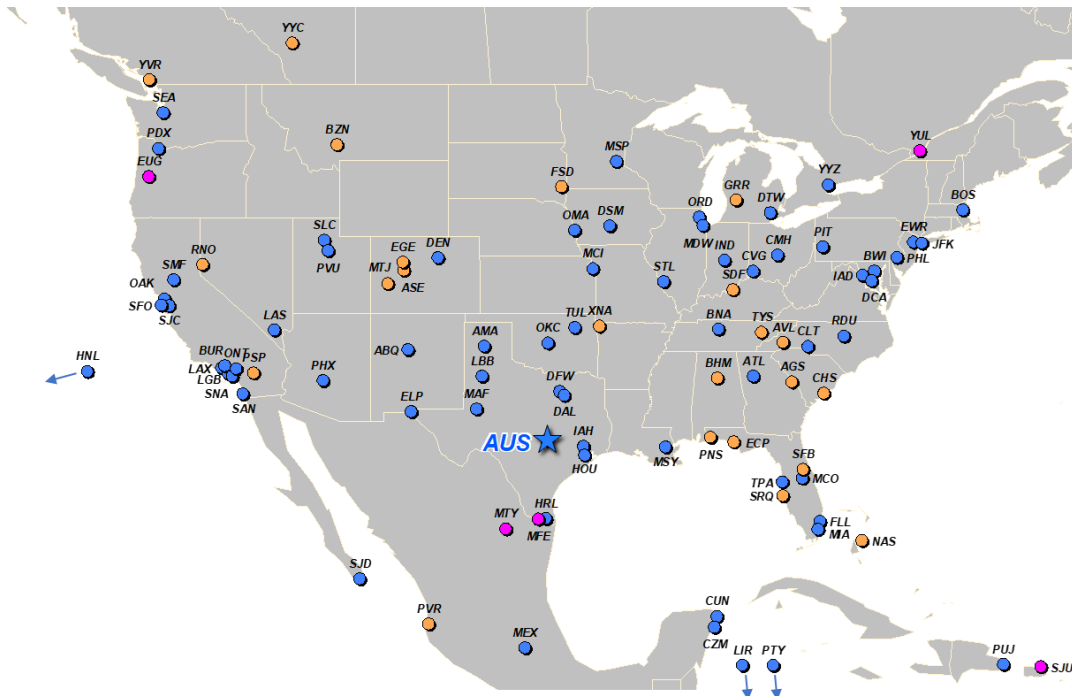 YYC
YVR
SEA
PDX
BZN
YUL
EUG
MSP
YYZ
FSD
GRR
DTW
BOS
ORD
OMA
DSM
SLC
EWR
JFK
PIT
MDW
IND
CMH
RNO
EGE
DEN
PVU
MCI
CVG
BWI
PHL
SMF
MTJ
ASE
STL
SDF
IAD
DCA
OAK
SFO
SJC
LAS
TUL
XNA
OKC
BNA
TYS
AVL
CLT
RDU
AMA
ABQ
HNL
BUR
ONT
PSP
LAX
LGB
SNA
SAN
PHX
LBB
BHM
ATL
AGS
CHS
ELP
MAF
DFW
DAL
AUS
IAH
HOU
MSY
PNS
ECP
SFB
TPA
MCO
SRQ
HRL
MTY
MFE
FLL
MIA
NAS
SJD
PVR
CUN
CZM
MEX
LIR
PTY
PUJ
SJU